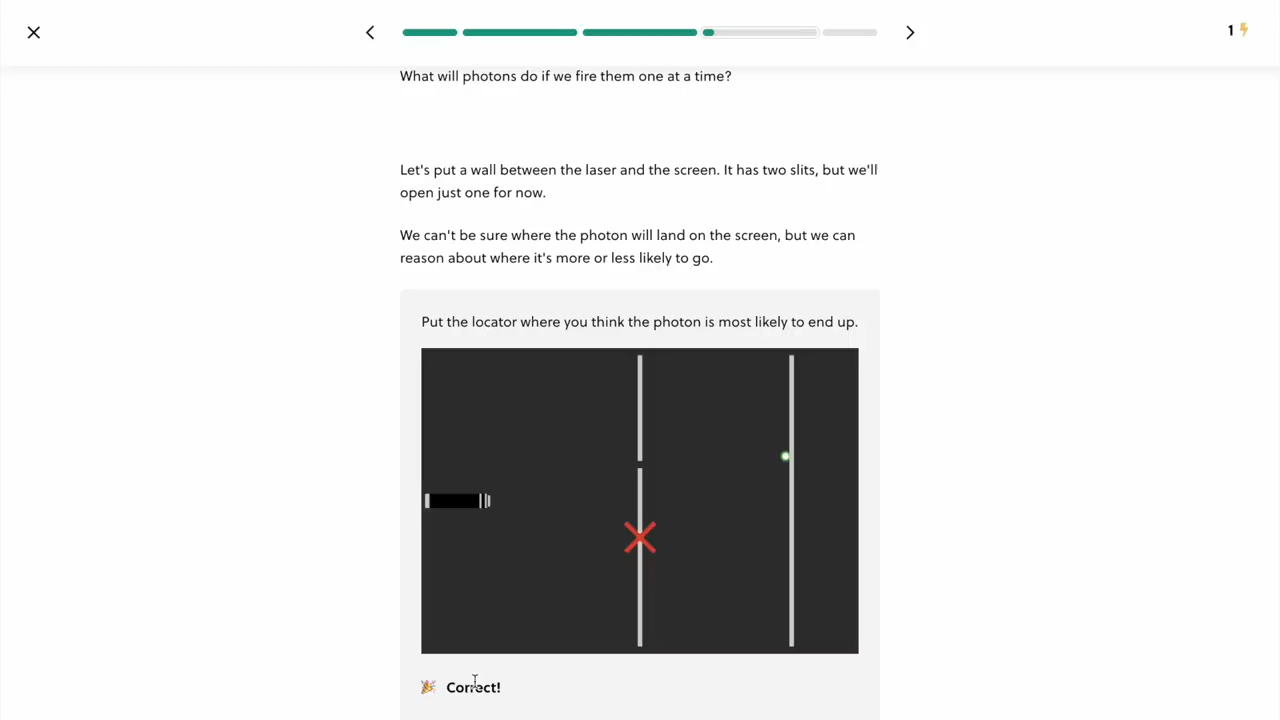 1
What will photons do if we fire them one at a time?
Let's put a wall between the laser and the screen. It has two slits, but we'll
open just one for now.
We can't be sure where the photon will land on the screen, but we can
reason about where it's more or less likely to go.
Put the locator where you think the photon is most likely to end up.
Correct!